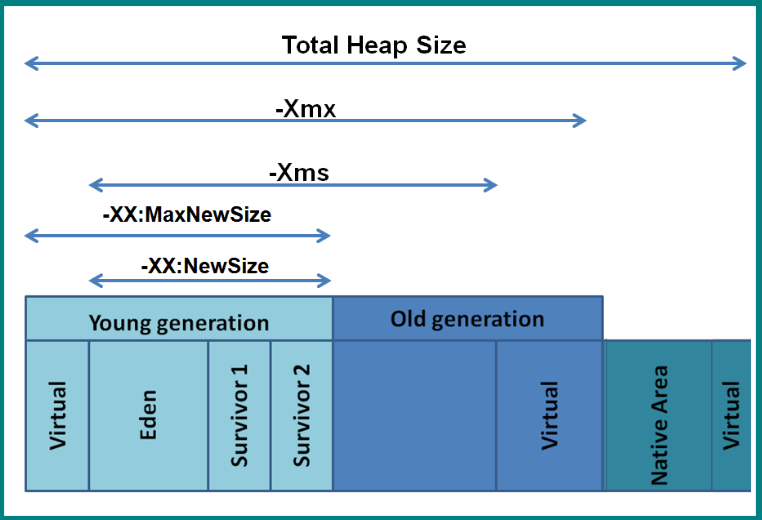 Total Heap Size
-Xmx
-Xms
-XX:MaxNewSize
-XX:NewSize
Young generation
Old generation
Virtual
Eden
Survivor 1
Survivor 2
Virtual
Native Area
Virtual